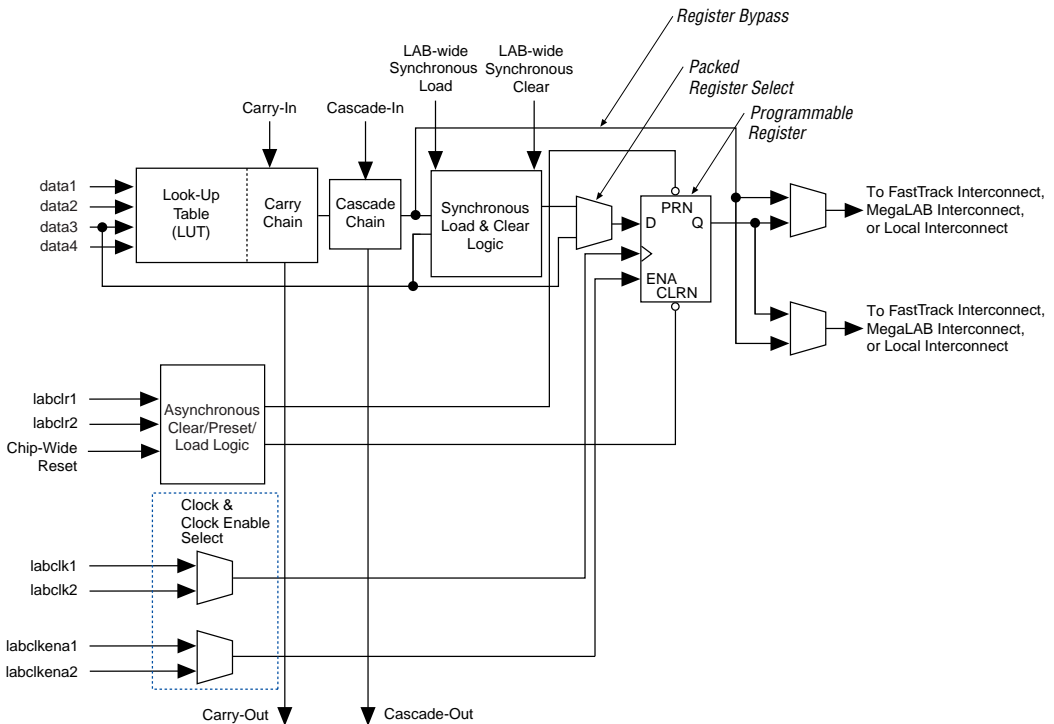 Register Bypass
LAB-wide
Synchronous
Load
LAB-wide
Synchronous
Clear
Packed
Register Select
Carry-In
Cascade-In
Programmable
Register
data1
data2
data3
data4
Look-Up
Table
(LUT)
Carry
Chain
Cascade
Chain
Synchronous
Load & Clear
Logic
PRN
D
Q
ENA
CLRN
To FastTrack Interconnect,
MegaLAB Interconnect,
or Local Interconnect
To FastTrack Interconnect,
MegaLAB Interconnect,
or Local Interconnect
labclr1
labclr2
Chip-Wide
Reset
Asynchronous
Clear/Preset/
Load Logic
Clock &
Clock Enable
Select
labclk1
labclk2
labclkena1
labclkena2
Carry-Out
Cascade-Out